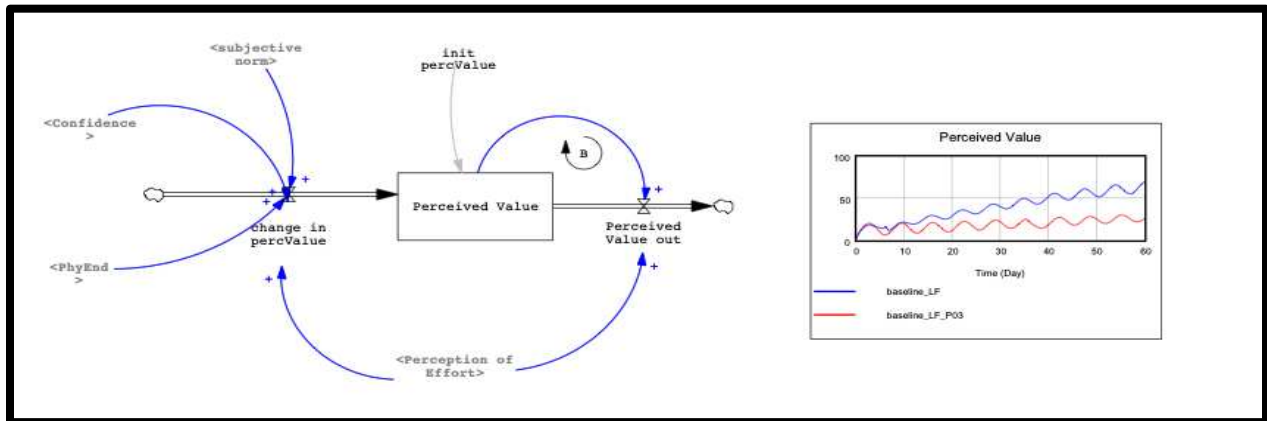 <subjective
norm>
init
percValue
<Confidence
>
B
+
+
+
+
Perceived Value
change in
percValue
Perceived
Value out
<PhyEnd
>
+
+
<Perception of
Effort>
Perceived Value
100
50
0
0 10 20 30 40 50 60
Time (Day)
baseline_LF
baseline_LF_P03